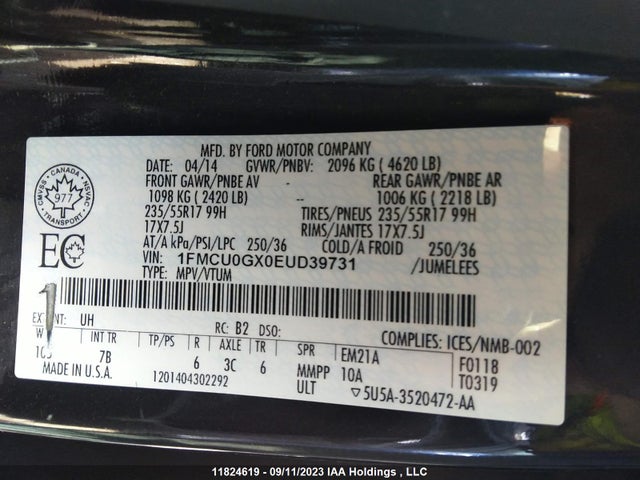 MFD. BY FORD MOTOR COMPANY
DATE: 04/14 GVWR/PNBV: 2096 KG ( 4620 LB)
FRONT GAWR/PNBE AV REAR GAWR/PNBE AR
1098 KG ( 2420 LB) -- 1006 KG ( 2218 LB)
235/55R17 99H TIRES/PNEUS 235/55R17 99H
17X7.5J RIMS/JANTES 17X7.5J
AT/A kPa/PSI/LPC 250/36 COLD/A FROID 250/36
VIN: 1FMCU0GX0EUD39731 /JUMELEES
TYPE: MPV/VTUM
CMVSS · CANADA · NSVAC
977
TRANSPORT
EC
EXT PNT: UH RC: B2 DSO:
COMPLIES: ICES/NMB-002
INT TR TP/PS R AXLE TR SPR EM21A F0118
7B 6 3C 6 MMPP 10A T0319
MADE IN U.S.A. 1201404302292 ULT ▽5U5A-3520472-AA
11824619 - 09/11/2023 IAA Holdings , LLC